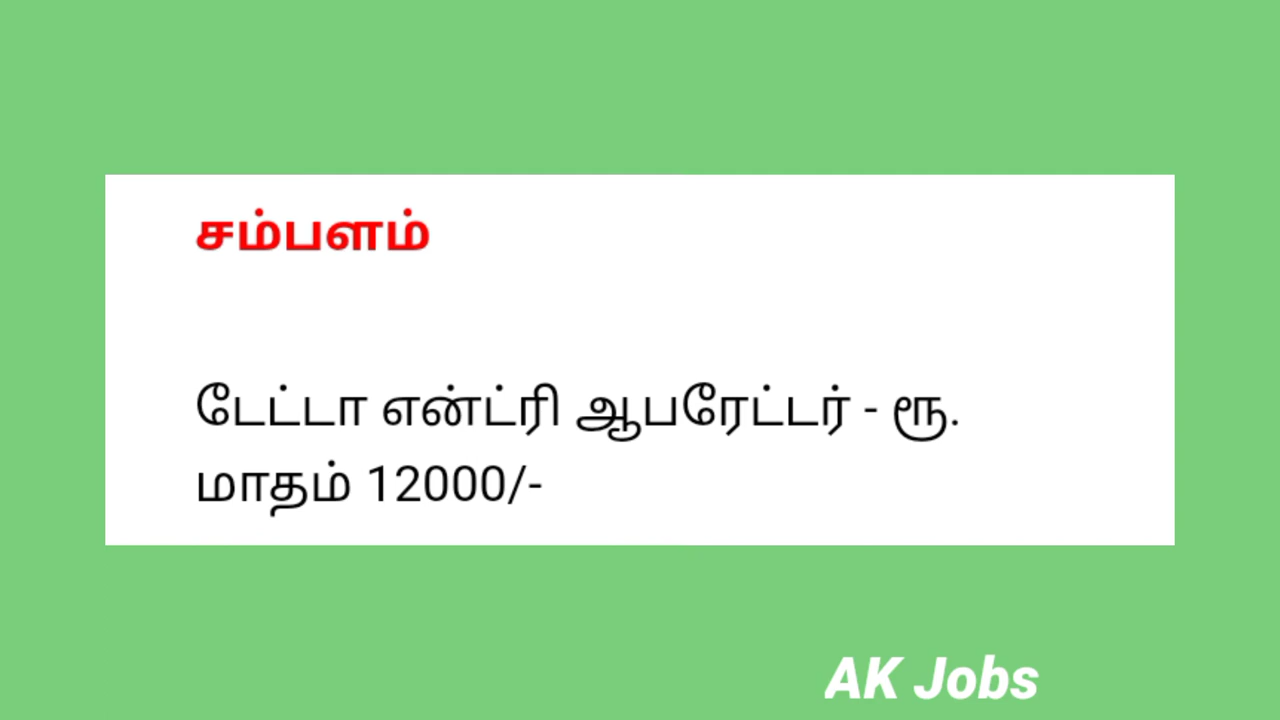 சம்பளம்
டேட்டா என்ட்ரி ஆபரேட்டர் - ரூ.
மாதம் 12000/-
AK Jobs